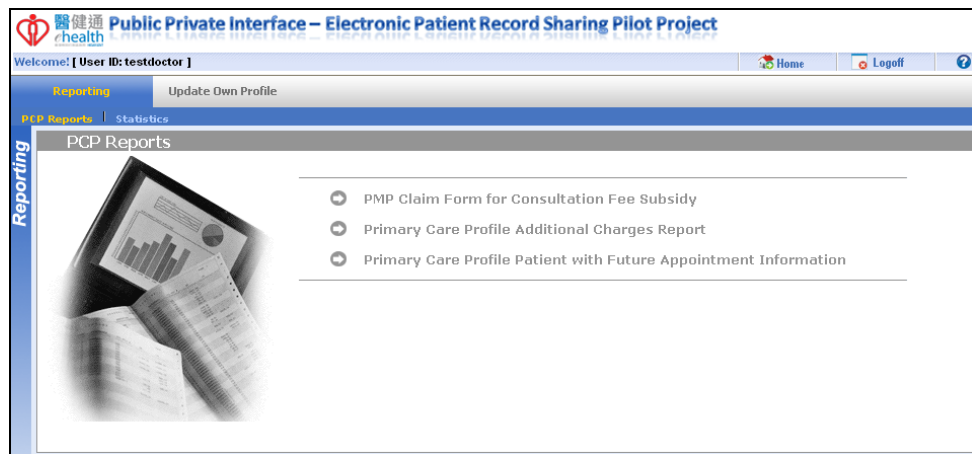 醫健通 Public Private Interface – Electronic Patient Record Sharing Pilot Project
ehealth
Welcome! [ User ID: testdoctor ] Home Logoff ?
Reporting Update Own Profile
PCP Reports Statistics
Reporting
PCP Reports
PMP Claim Form for Consultation Fee Subsidy
Primary Care Profile Additional Charges Report
Primary Care Profile Patient with Future Appointment Information